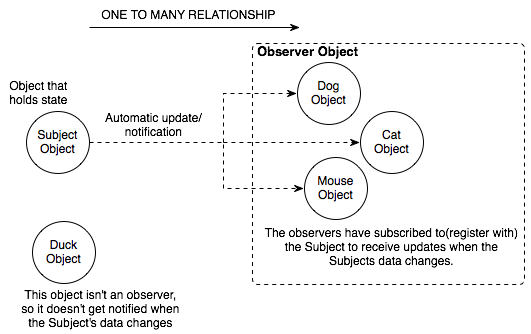 ONE TO MANY RELATIONSHIP
Observer Object
Dog
Object
Object that
holds state
Automatic update/
notification
Subject
Object
Cat
Object
Mouse
Object
The observers have subscribed to(register with)
the Subject to receive updates when the
Subjects data changes.
Duck
Object
This object isn't an observer,
so it doesn't get notified when
the Subject's data changes